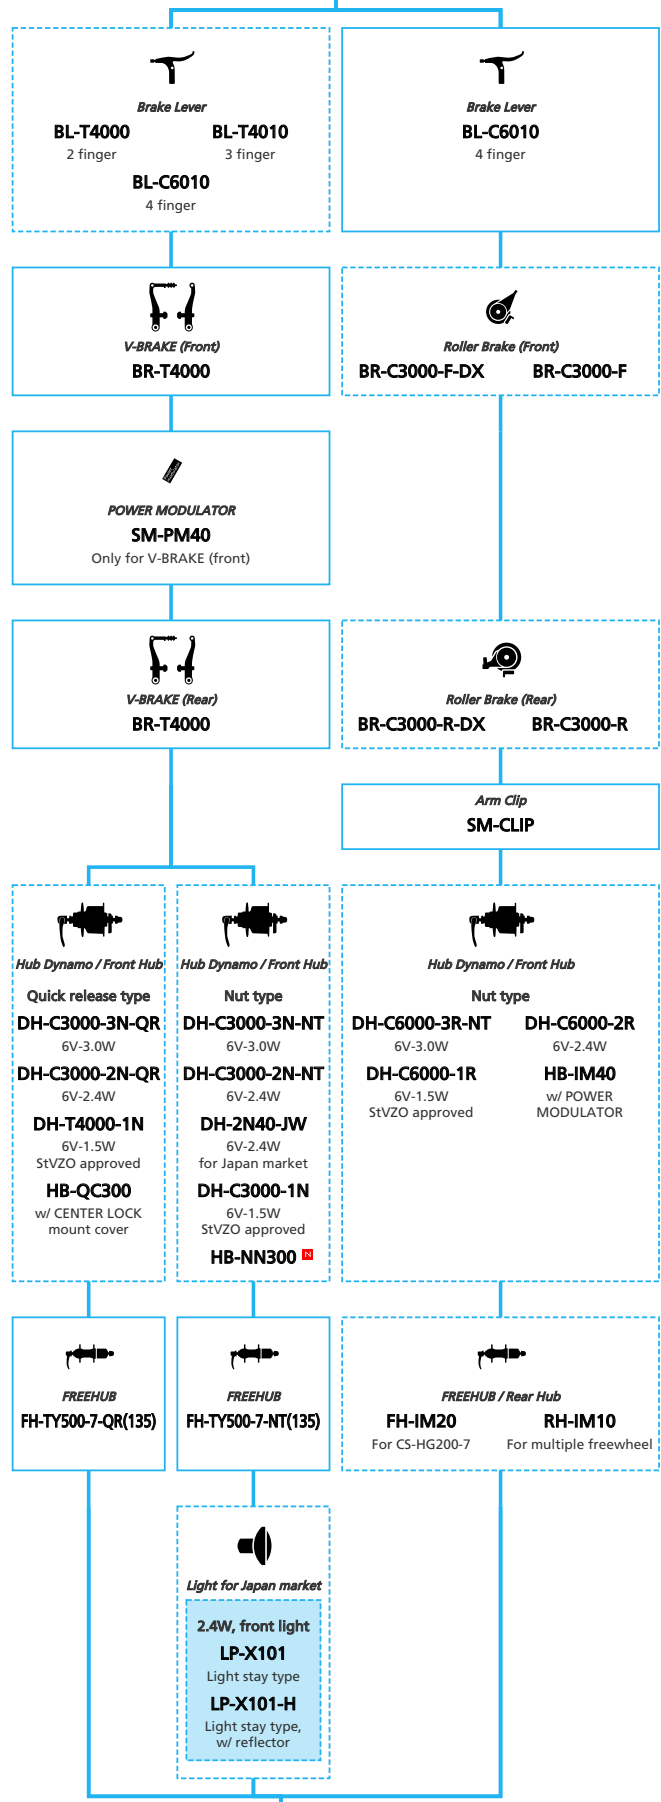 Brake Lever
BL-T4000
2 finger
BL-T4010
3 finger
BL-C6010
4 finger
Brake Lever
BL-C6010
4 finger
V-BRAKE (Front)
BR-T4000
Roller Brake (Front)
BR-C3000-F-DX
BR-C3000-F
POWER MODULATOR
SM-PM40
Only for V-BRAKE (front)
V-BRAKE (Rear)
BR-T4000
Roller Brake (Rear)
BR-C3000-R-DX
BR-C3000-R
Arm Clip
SM-CLIP
Hub Dynamo / Front Hub
Quick release type
DH-C3000-3N-QR
6V-3.0W
DH-C3000-2N-QR
6V-2.4W
DH-T4000-1N
6V-1.5W
StVZO approved
HB-QC300
w/ CENTER LOCK
mount cover
Hub Dynamo / Front Hub
Nut type
DH-C3000-3N-NT
6V-3.0W
DH-C3000-2N-NT
6V-2.4W
DH-2N40-JW
6V-2.4W
for Japan market
DH-C3000-1N
6V-1.5W
StVZO approved
HB-NN300 N
Hub Dynamo / Front Hub
Nut type
DH-C6000-3R-NT
6V-3.0W
DH-C6000-1R
6V-1.5W
StVZO approved
DH-C6000-2R
6V-2.4W
HB-IM40
w/ POWER
MODULATOR
FREEHUB
FH-TY500-7-QR(135)
FREEHUB
FH-TY500-7-NT(135)
FREEHUB / Rear Hub
FH-IM20
For CS-HG200-7
RH-IM10
For multiple freewheel
Light for Japan market
2.4W, front light
LP-X101
Light stay type
LP-X101-H
Light stay type,
w/ reflector